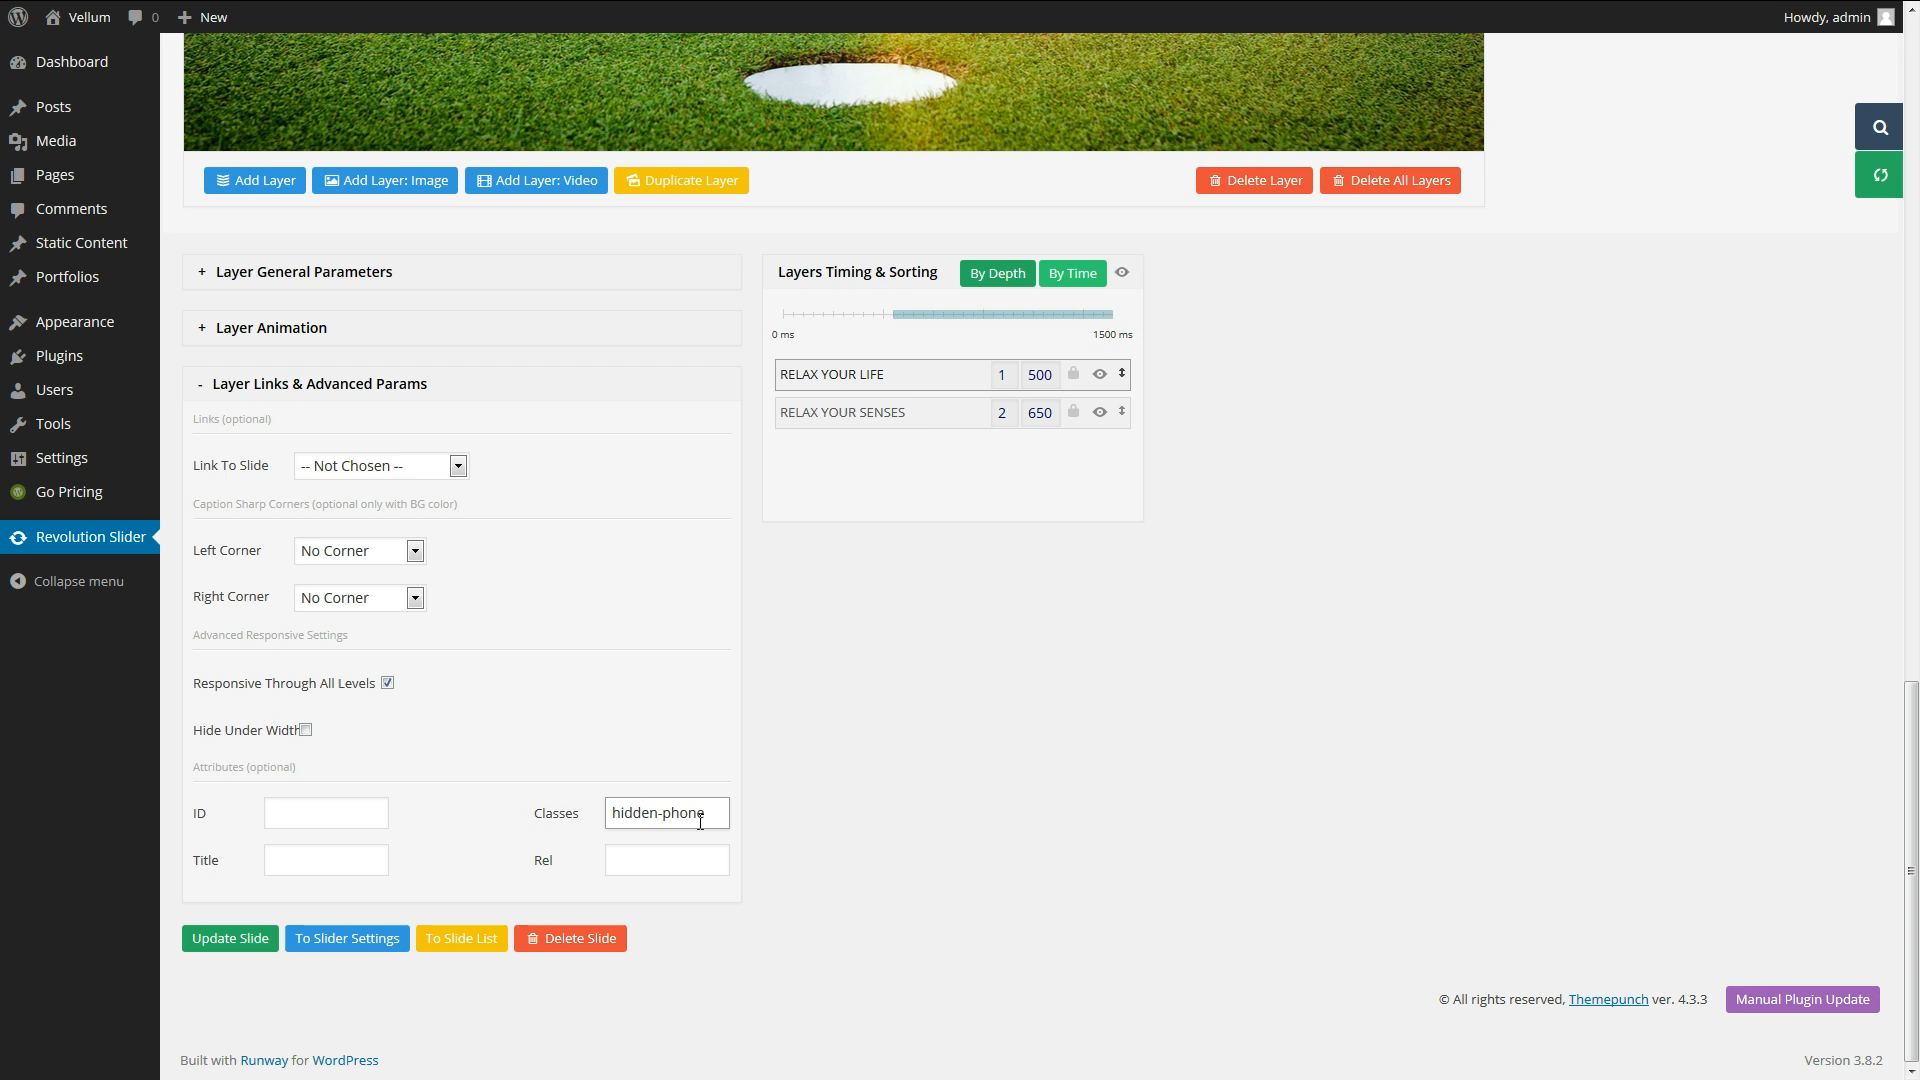 Vellum 0 New Howdy, admin
Dashboard
Posts
Media
Pages
Comments
Static Content
Portfolios
Appearance
Plugins
Users
Tools
Settings
Go Pricing
Revolution Slider
Collapse menu
Add Layer Add Layer: Image Add Layer: Video Duplicate Layer Delete Layer Delete All Layers
+ Layer General Parameters
+ Layer Animation
- Layer Links & Advanced Params
Links (optional)
Link To Slide -- Not Chosen --
Caption Sharp Corners (optional only with BG color)
Left Corner No Corner
Right Corner No Corner
Advanced Responsive Settings
Responsive Through All Levels
Hide Under Width
Attributes (optional)
ID Classes hidden-phone
Title Rel
Layers Timing & Sorting By Depth By Time
0 ms 1500 ms
RELAX YOUR LIFE 1 500
RELAX YOUR SENSES 2 650
Update Slide To Slider Settings To Slide List Delete Slide
© All rights reserved, Themepunch ver. 4.3.3 Manual Plugin Update
Built with Runway for WordPress Version 3.8.2